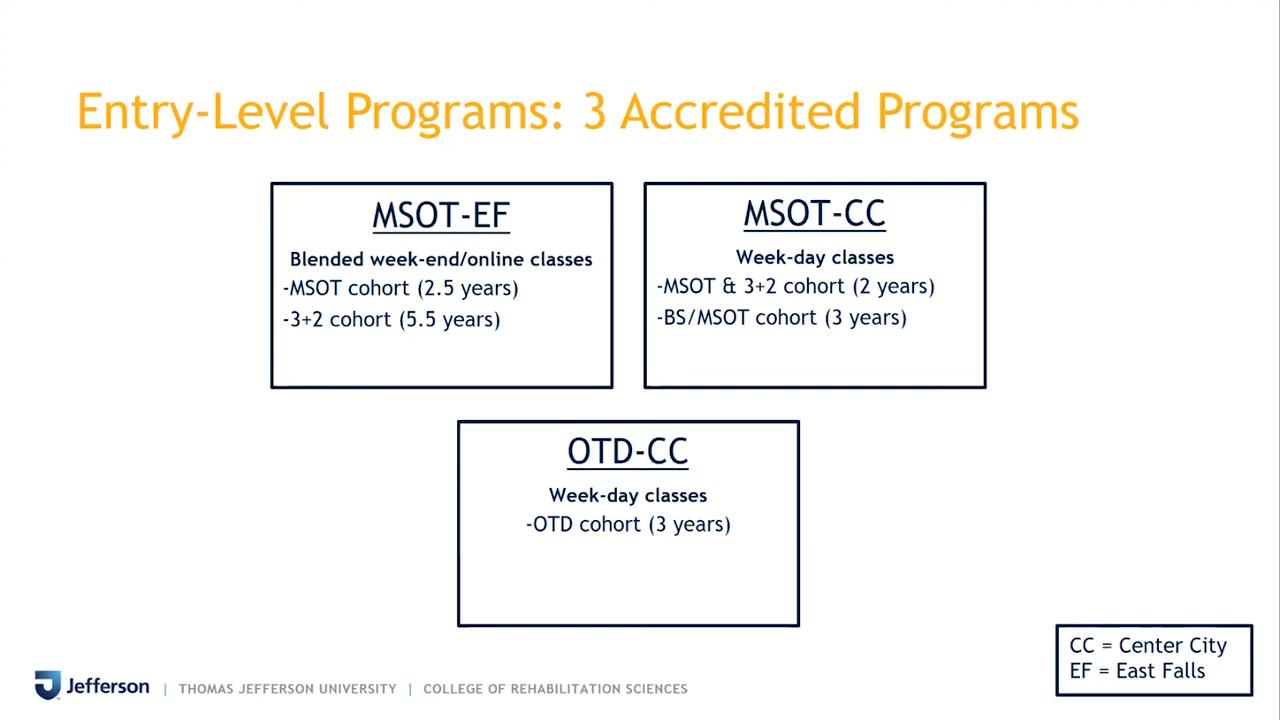 Entry-Level Programs: 3 Accredited Programs
MSOT-EF
Blended week-end/online classes
-MSOT cohort (2.5 years)
-3+2 cohort (5.5 years)
MSOT-CC
Week-day classes
-MSOT & 3+2 cohort (2 years)
-BS/MSOT cohort (3 years)
OTD-CC
Week-day classes
-OTD cohort (3 years)
CC = Center City
EF = East Falls
Jefferson | THOMAS JEFFERSON UNIVERSITY | COLLEGE OF REHABILITATION SCIENCES